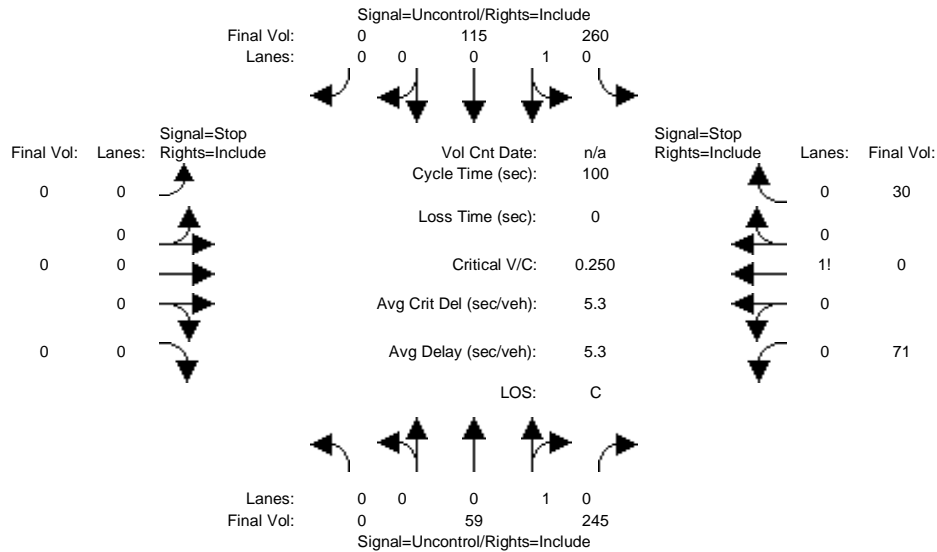 Signal=Uncontrol/Rights=Include
Final Vol: 0 115 260
Lanes: 0 0 0 1 0
Signal=Stop Signal=Stop
Final Vol: Lanes: Rights=Include Vol Cnt Date: n/a Rights=Include Lanes: Final Vol:
Cycle Time (sec): 100
0 0 0 30
Loss Time (sec): 0
0 0
0 0 Critical V/C: 0.250 1! 0
0 Avg Crit Del (sec/veh): 5.3 0
0 0 Avg Delay (sec/veh): 5.3 0 71
LOS: C
Lanes: 0 0 0 1 0
Final Vol: 0 59 245
Signal=Uncontrol/Rights=Include